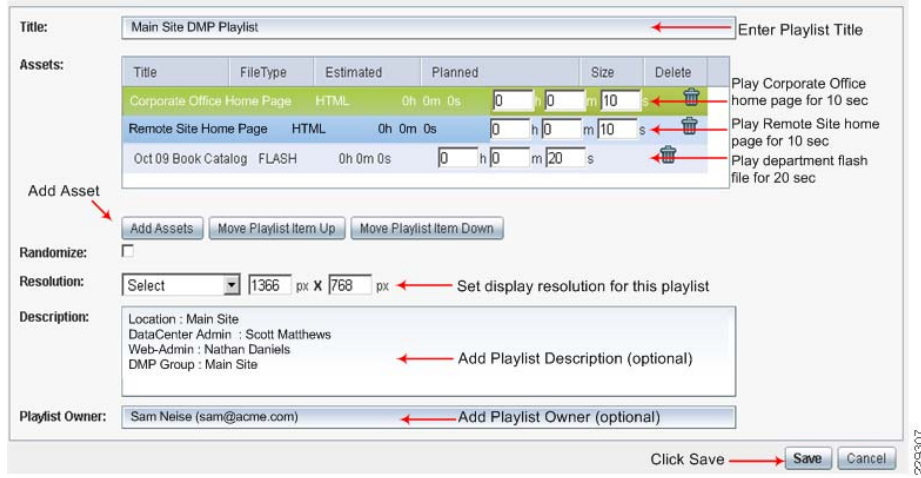 Title: Main Site DMP Playlist Enter Playlist Title
Assets:
Title FileType Estimated Planned Size Delete
Corporate Office Home Page HTML 0h 0m 0s 0 h 0 m 10 s
Play Corporate Office
home page for 10 sec
Remote Site Home Page HTML 0h 0m 0s 0 h 0 m 10 s
Play Remote Site home
page for 10 sec
Oct 09 Book Catalog FLASH 0h 0m 0s 0 h 0 m 20 s
Play department flash
file for 20 sec
Add Asset
Add Assets Move Playlist Item Up Move Playlist Item Down
Randomize:
Resolution: Select 1366 px X 768 px Set display resolution for this playlist
Description:
Location : Main Site
DataCenter Admin : Scott Matthews
Web-Admin : Nathan Daniels
DMP Group : Main Site
Add Playlist Description (optional)
Playlist Owner: Sam Neise (sam@acme.com) Add Playlist Owner (optional)
Click Save Save Cancel
229307